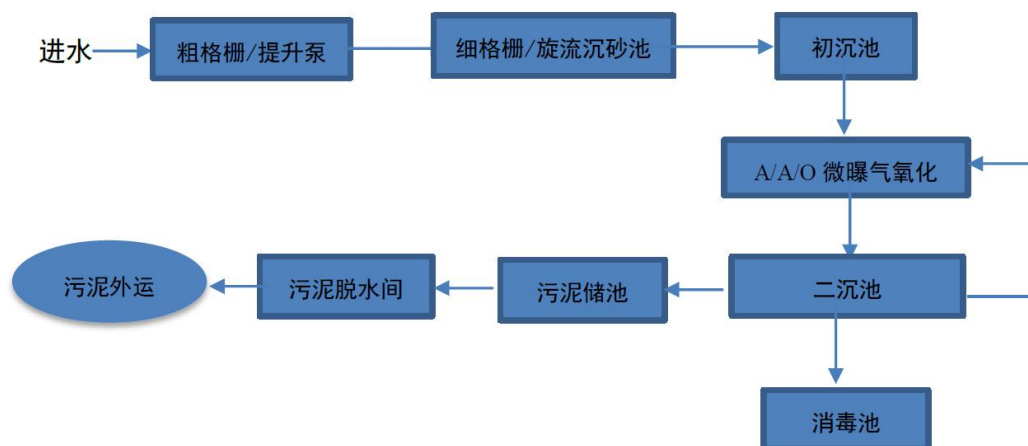 进水
粗格栅/提升泵
细格栅/旋流沉砂池
初沉池
A/A/O 微曝气氧化
污泥外运
污泥脱水间
污泥储池
二沉池
消毒池